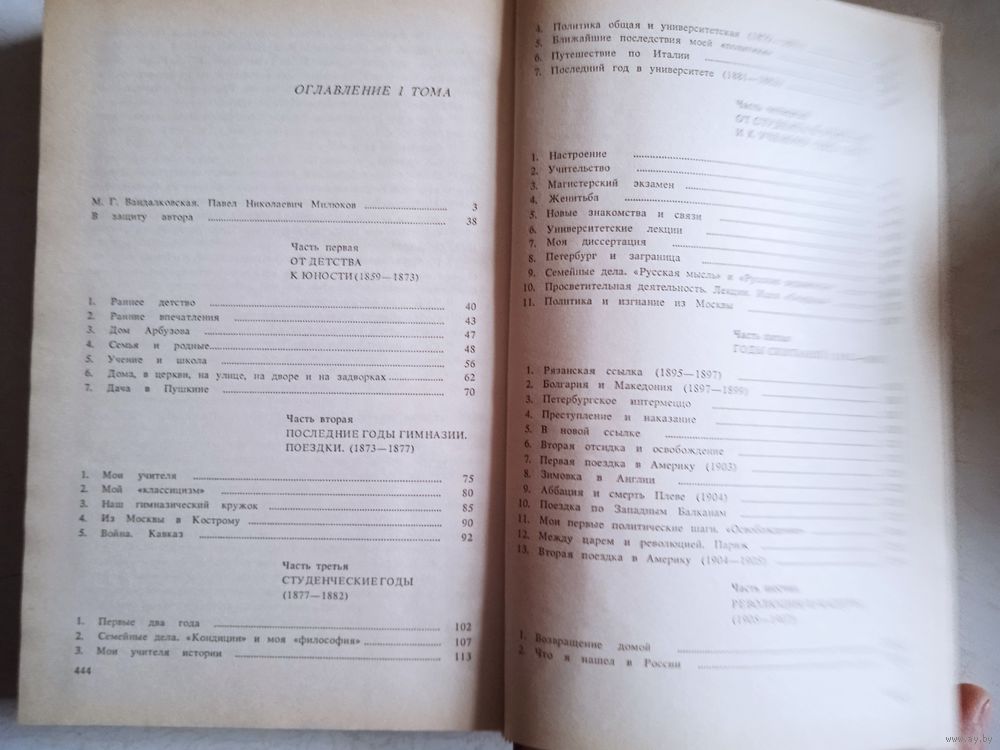 ОГЛАВЛЕНИЕ 1 ТОМА
М. Г. Вандалковская. Павел Николаевич Милюков 3
В защиту автора 38
Часть первая
ОТ ДЕТСТВА
К ЮНОСТИ (1859—1873)
1. Раннее детство 40
2. Ранние впечатления 43
3. Дом Арбузова 47
4. Семья и родные 48
5. Учение и школа 56
6. Дома, в церкви, на улице, на дворе и на задворках 62
7. Дача в Пушкине 70
Часть вторая
ПОСЛЕДНИЕ ГОДЫ ГИМНАЗИИ.
ПОЕЗДКИ. (1873—1877)
1. Мои учителя 75
2. Мой «классицизм» 80
3. Наш гимназический кружок 85
4. Из Москвы в Кострому 90
5. Война. Кавказ 92
Часть третья
СТУДЕНЧЕСКИЕ ГОДЫ
(1877—1882)
1. Первые два года 102
2. Семейные дела. «Кондиции» и моя «философия» 107
3. Мои учителя истории 113
444
4. Политика общая и университетская
5. Ближайшие последствия моей «политики»
6. Путешествие по Италии
7. Последний год в университете
Часть
1. Настроение
2. Учительство
3. Магистерский экзамен
4. Женитьба
5. Новые знакомства и связи
6. Университетские лекции
7. Моя диссертация
8. Петербург и заграница
9. Семейные дела. «Русская мысль» и
10. Просветительная деятельность. Лекции.
11. Политика и изгнание из Москвы
Часть пятая
ГОДЫ
1. Рязанская ссылка (1895—1897)
2. Болгария и Македония (1897—1899)
3. Петербургское интермеццо
4. Преступление и наказание
5. В новой ссылке
6. Вторая отсидка и освобождение
7. Первая поездка в Америку (1903)
8. Зимовка в Англии
9. Аббация и смерть Плеве (1904)
10. Поездка по Западным Балканам
11. Мои первые политические шаги. «Освобождение»
12. Между царем и революцией. Париж
13. Вторая поездка в Америку (1904—1905)
Часть шестая
(1905—1907)
1. Возвращение домой
2. Что я нашел в России
www.ay.by